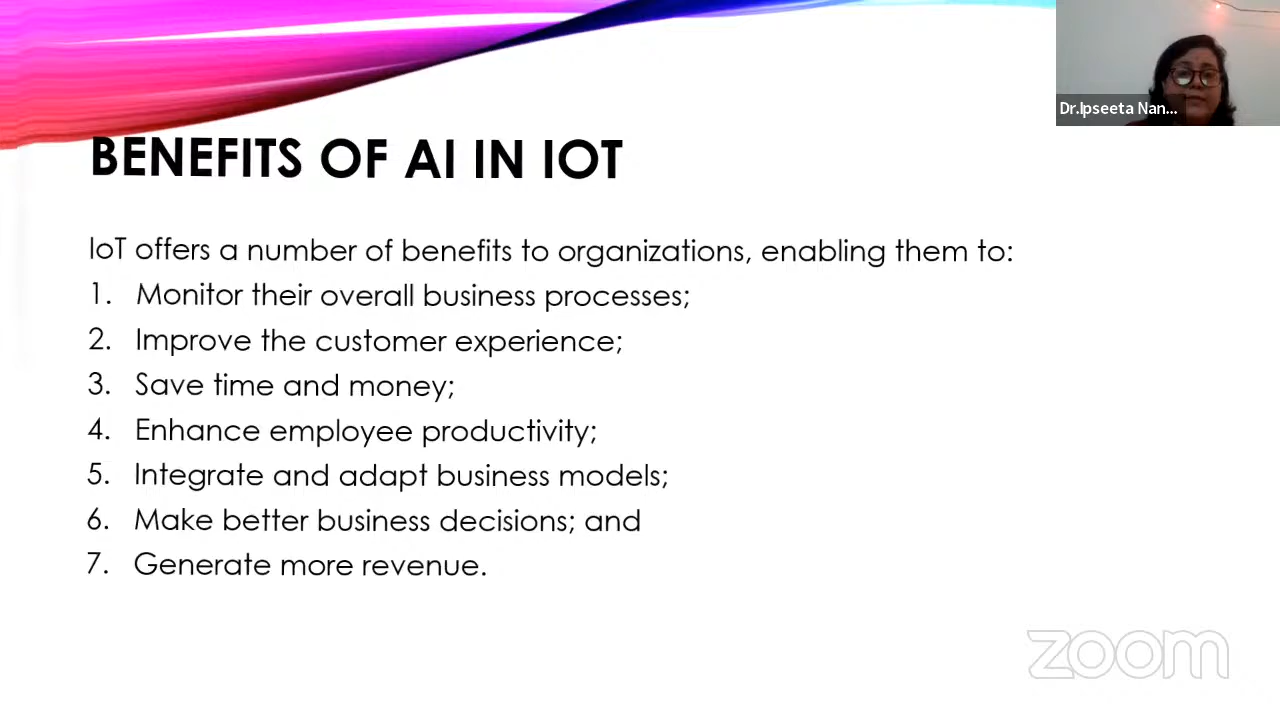 Dr.Ipseeta Nan...
BENEFITS OF AI IN IOT
IoT offers a number of benefits to organizations, enabling them to:
1. Monitor their overall business processes;
2. Improve the customer experience;
3. Save time and money;
4. Enhance employee productivity;
5. Integrate and adapt business models;
6. Make better business decisions; and
7. Generate more revenue.
zoom